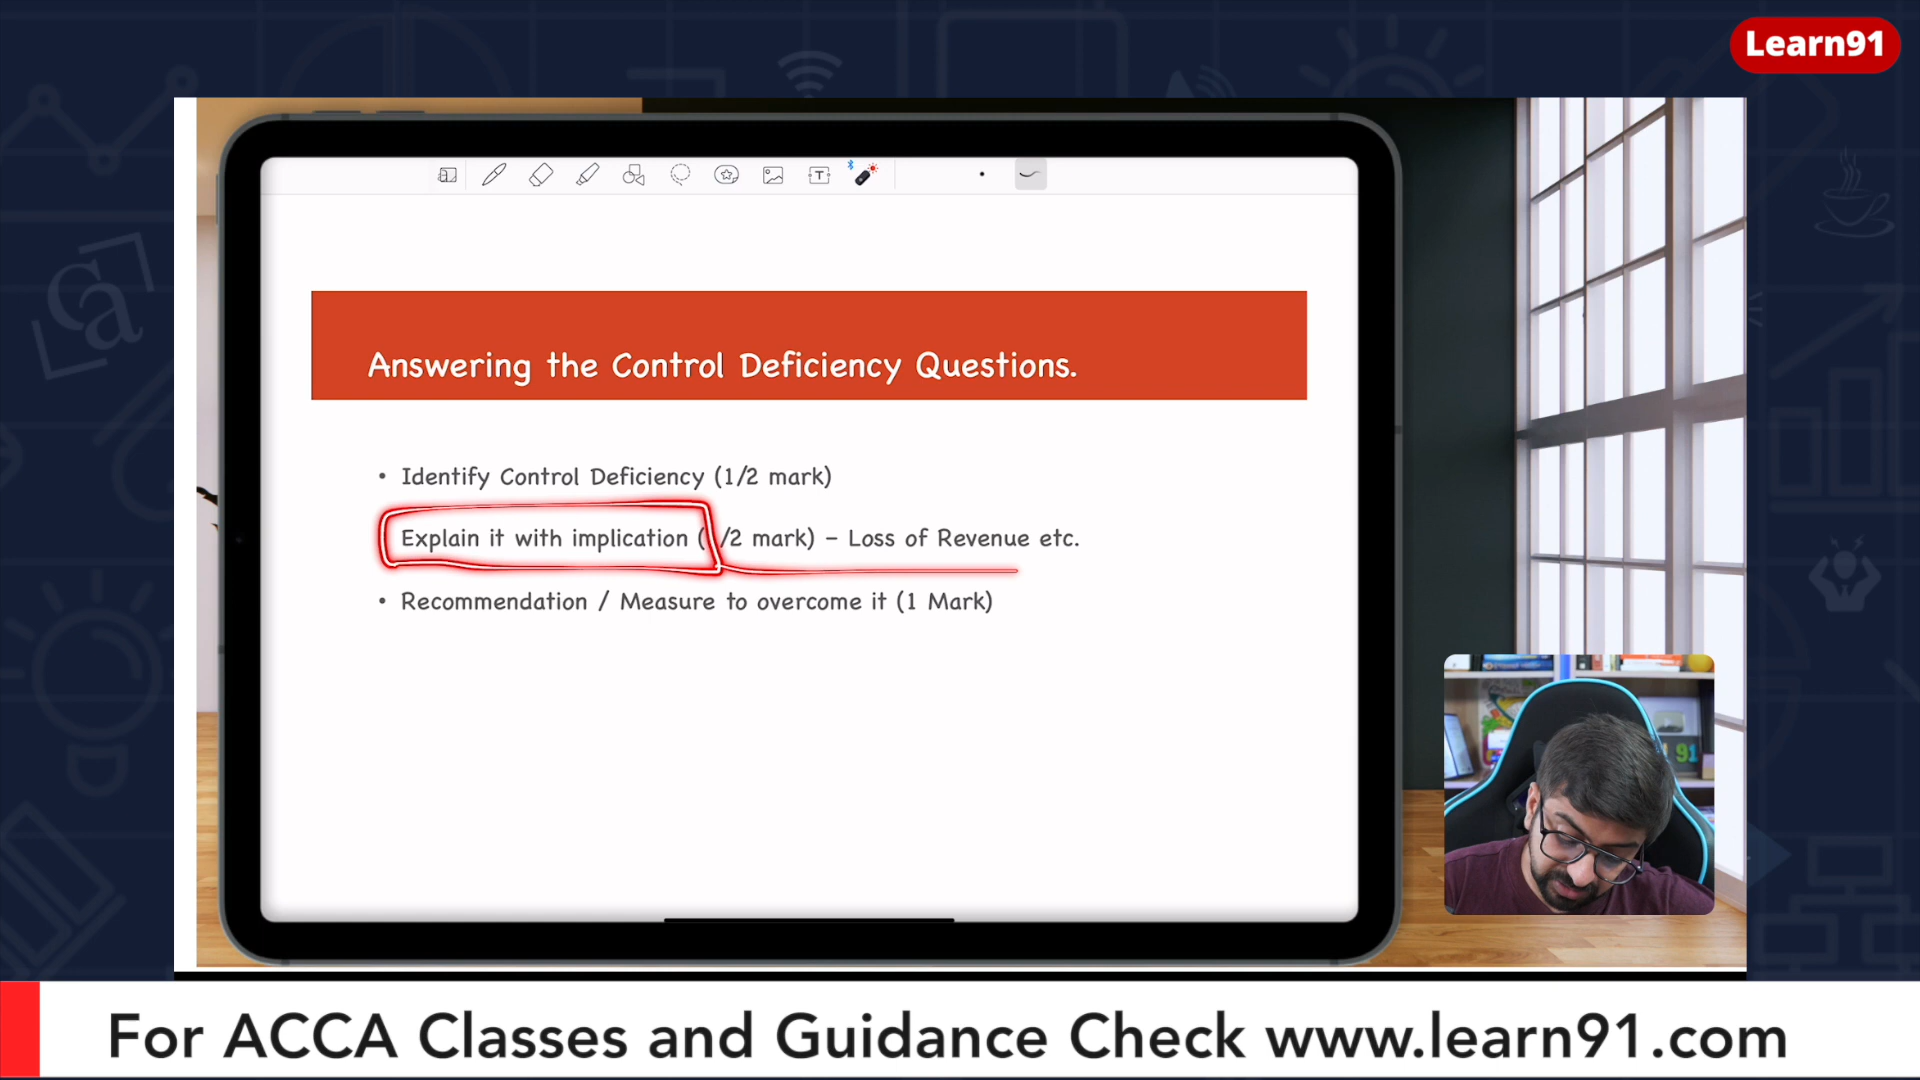 Learn91
Answering the Control Deficiency Questions.
• Identify Control Deficiency (1/2 mark)
Explain it with implication ( /2 mark) – Loss of Revenue etc.
• Recommendation / Measure to overcome it (1 Mark)
91
For ACCA Classes and Guidance Check www.learn91.com